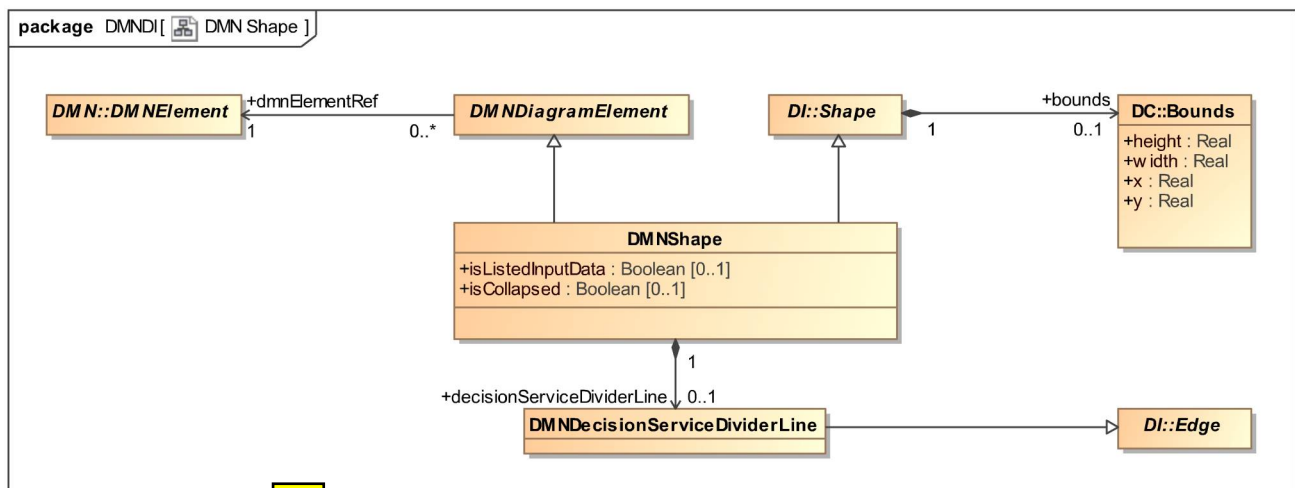 package DMNDI[ DMN Shape ]
DMN::DMNElement
+dmnElementRef
1
0..*
DMNDiagramElement
DI::Shape
1
+bounds
0..1
DC::Bounds
+height : Real
+width : Real
+x : Real
+y : Real
DMNShape
+isListedInputData : Boolean [0..1]
+isCollapsed : Boolean [0..1]
1
+decisionServiceDividerLine
0..1
DMNDecisionServiceDividerLine
DI::Edge